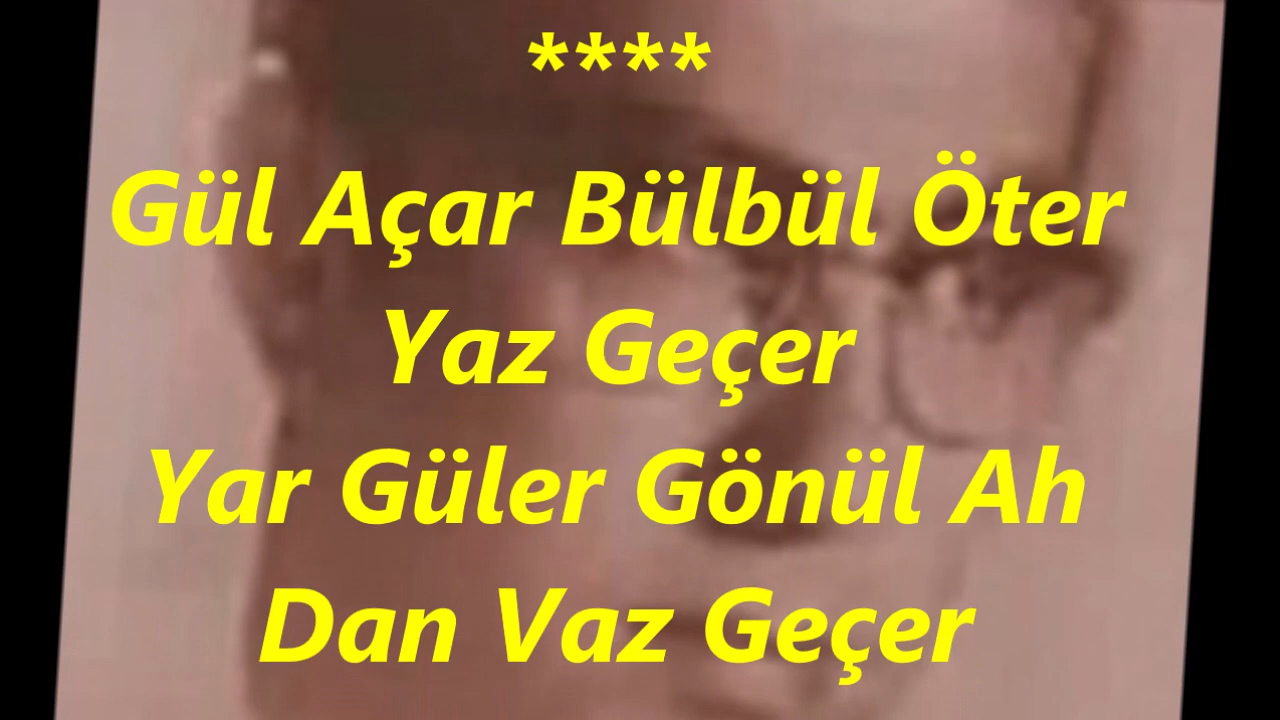 ****
Gül Açar Bülbül Öter
Yaz Geçer
Yar Güler Gönül Ah
Dan Vaz Geçer